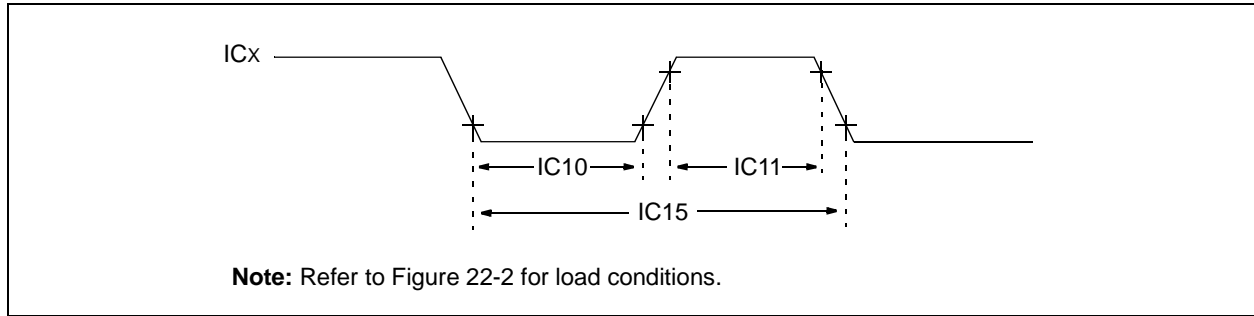 ICx
IC10
IC11
IC15
Note: Refer to Figure 22-2 for load conditions.